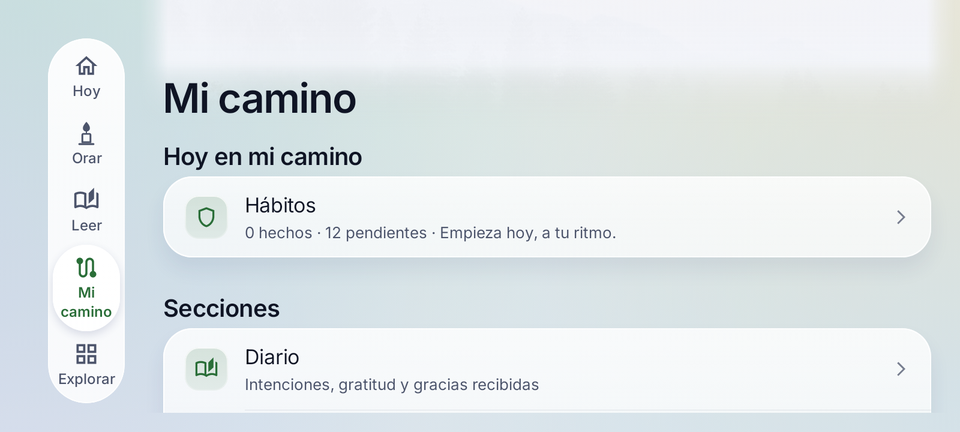 Hoy
Orar
Leer
Mi
camino
Explorar
Mi camino
Hoy en mi camino
Hábitos
0 hechos · 12 pendientes · Empieza hoy, a tu ritmo.
Secciones
Diario
Intenciones, gratitud y gracias recibidas